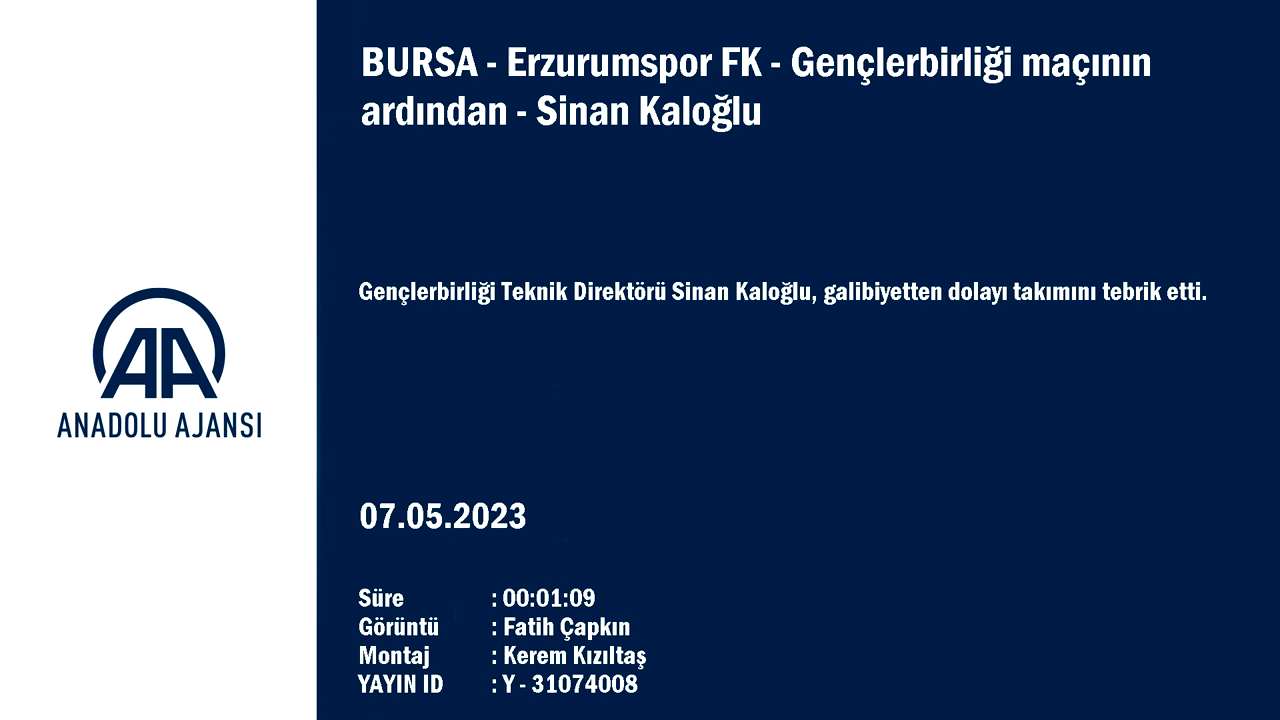 BURSA - Erzurumspor FK - Gençlerbirliği maçının
ardından - Sinan Kaloğlu
Gençlerbirliği Teknik Direktörü Sinan Kaloğlu, galibiyetten dolayı takımını tebrik etti.
AA
ANADOLU AJANSI
07.05.2023
Süre : 00:01:09
Görüntü : Fatih Çapkın
Montaj : Kerem Kızıltaş
YAYIN ID : Y - 31074008